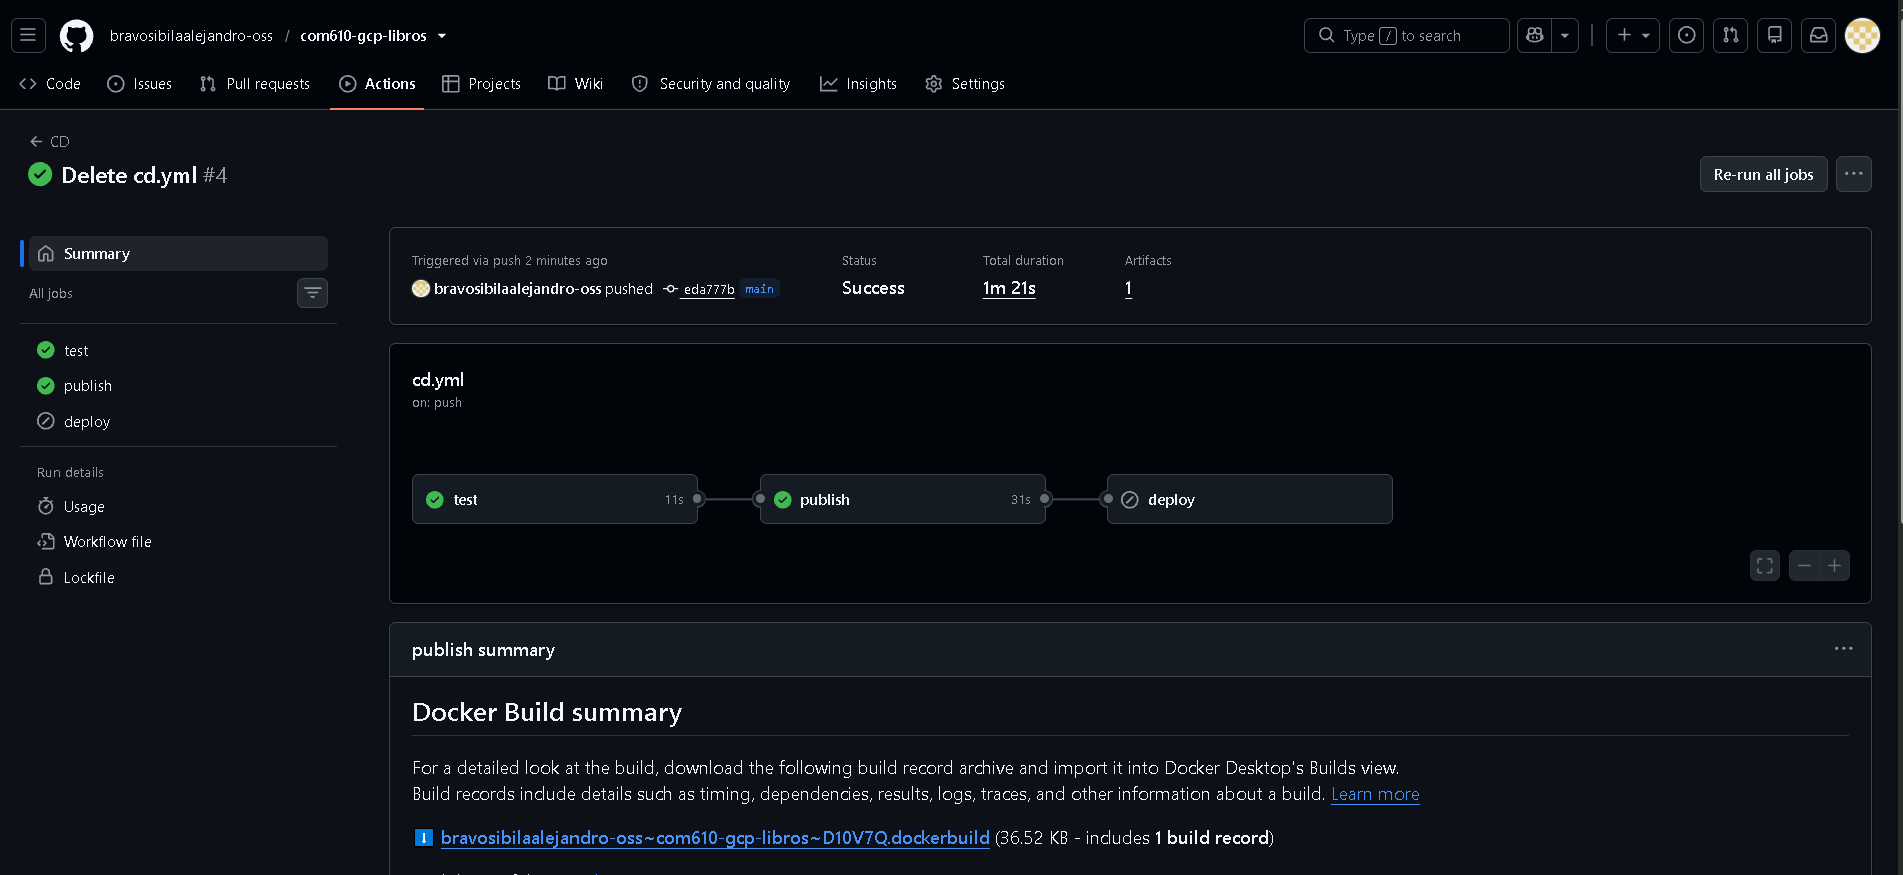 bravosibilaalejandro-oss / com610-gcp-libros
Type / to search
Code
Issues
Pull requests
Actions
Projects
Wiki
Security and quality
Insights
Settings
← CD
Delete cd.yml #4
Re-run all jobs
Summary
All jobs
test
publish
deploy
Run details
Usage
Workflow file
Lockfile
Triggered via push 2 minutes ago
bravosibilaalejandro-oss pushed eda777b main
Status
Success
Total duration
1m 21s
Artifacts
1
cd.yml
on: push
test 11s
publish 31s
deploy
publish summary
Docker Build summary
For a detailed look at the build, download the following build record archive and import it into Docker Desktop's Builds view.
Build records include details such as timing, dependencies, results, logs, traces, and other information about a build. Learn more
bravosibilaalejandro-oss~com610-gcp-libros~D10V7Q.dockerbuild (36.52 KB - includes 1 build record)